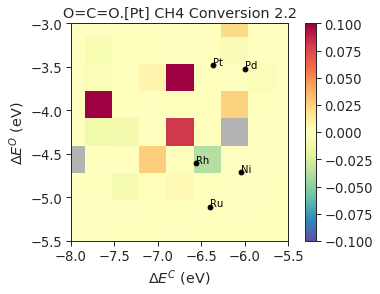 O=C=O.[Pt] CH4 Conversion 2.2
−3.0
−3.5
−4.0
−4.5
−5.0
−5.5
ΔE^O (eV)
Pt
Pd
Rh
Ni
Ru
−8.0 −7.5 −7.0 −6.5 −6.0 −5.5
ΔE^C (eV)
0.100
0.075
0.050
0.025
0.000
−0.025
−0.050
−0.075
−0.100